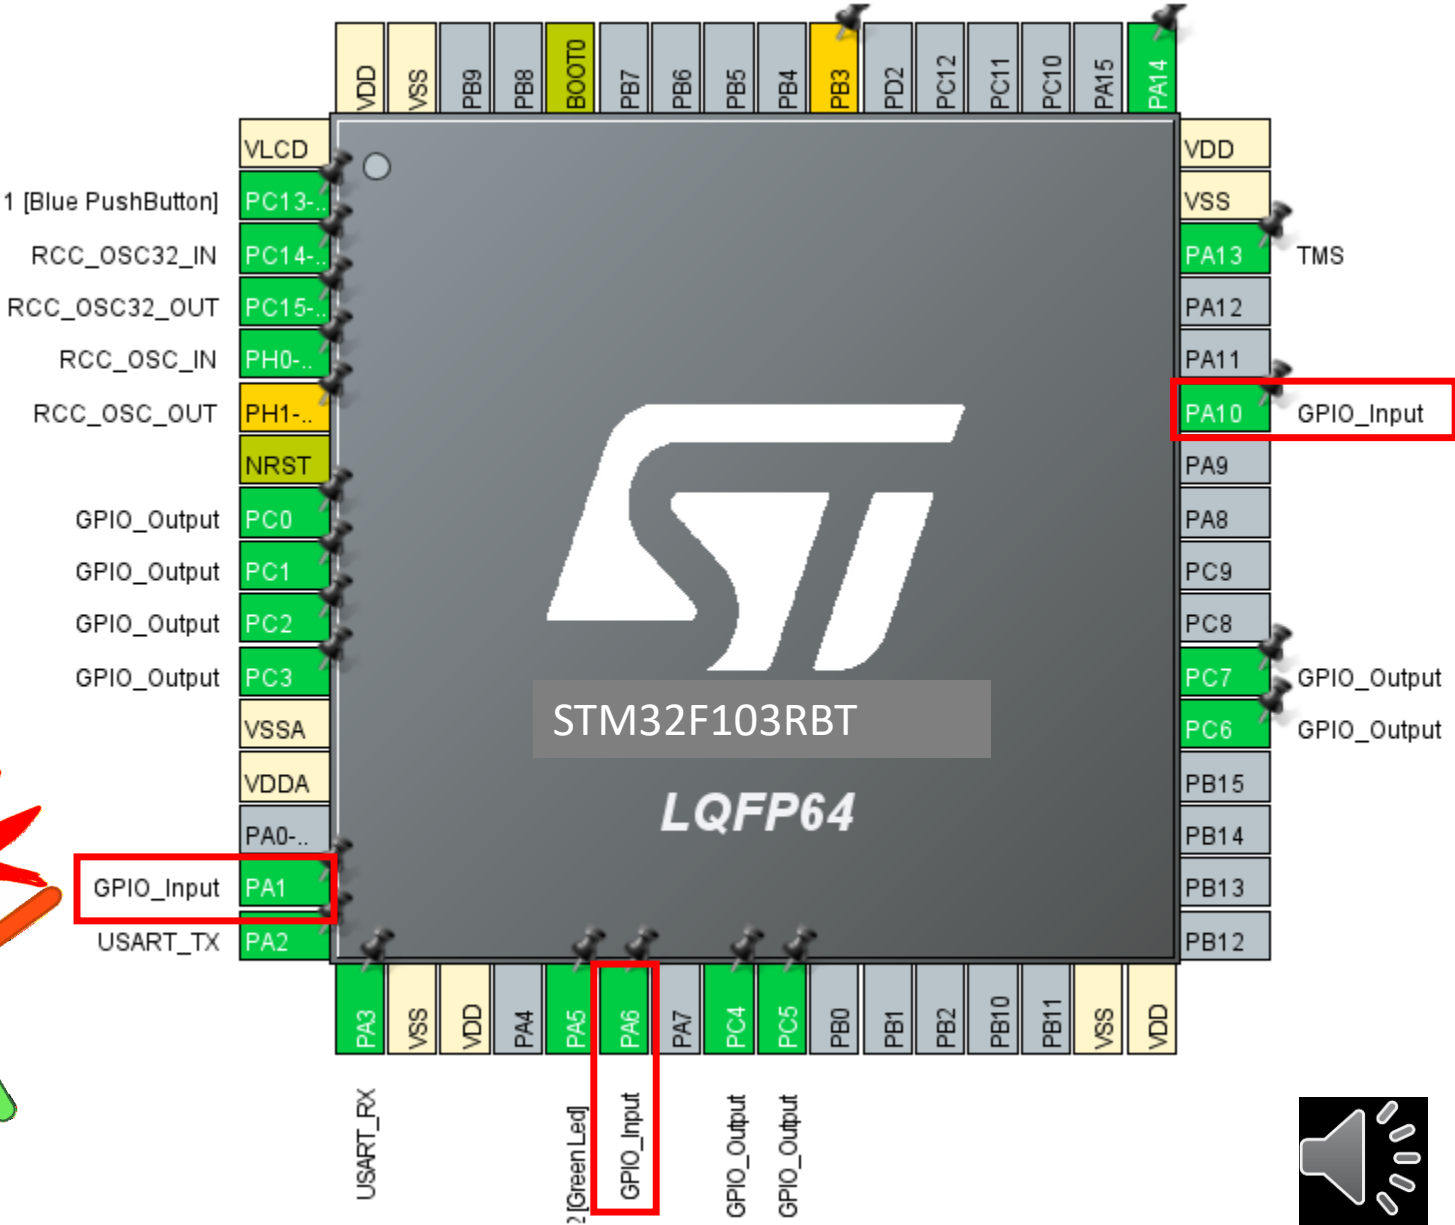 VDD
VSS
PB9
PB8
BOOT0
PB7
PB6
PB5
PB4
PB3
PD2
PC12
PC11
PC10
PA15
PA14
VLCD
1 [Blue PushButton] PC13-..
RCC_OSC32_IN PC14-..
RCC_OSC32_OUT PC15-..
RCC_OSC_IN PH0-..
RCC_OSC_OUT PH1-..
NRST
GPIO_Output PC0
GPIO_Output PC1
GPIO_Output PC2
GPIO_Output PC3
VSSA
VDDA
PA0-..
GPIO_Input PA1
USART_TX PA2
VDD
VSS
PA13 TMS
PA12
PA11
PA10 GPIO_Input
PA9
PA8
PC9
PC8
PC7 GPIO_Output
PC6 GPIO_Output
PB15
PB14
PB13
PB12
STM32F103RBT
LQFP64
PA3
VSS
VDD
PA4
PA5
PA6
PA7
PC4
PC5
PB0
PB1
PB2
PB10
PB11
VSS
VDD
USART_RX
2 [Green Led]
GPIO_Input
GPIO_Output
GPIO_Output